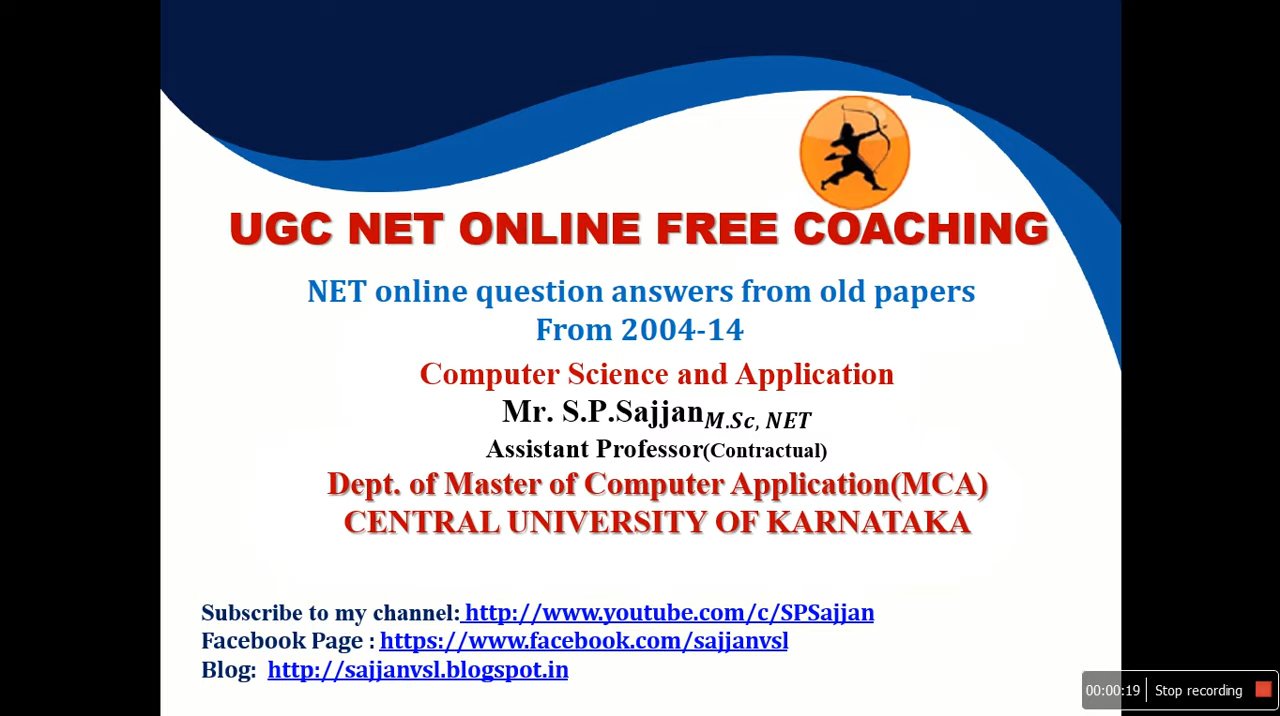 UGC NET ONLINE FREE COACHING
NET online question answers from old papers
From 2004-14
Computer Science and Application
Mr. S.P.Sajjan M.Sc, NET
Assistant Professor(Contractual)
Dept. of Master of Computer Application(MCA)
CENTRAL UNIVERSITY OF KARNATAKA
Subscribe to my channel: http://www.youtube.com/c/SPSajjan
Facebook Page : https://www.facebook.com/sajjanvsl
Blog: http://sajjanvsl.blogspot.in
00:00:19 Stop recording